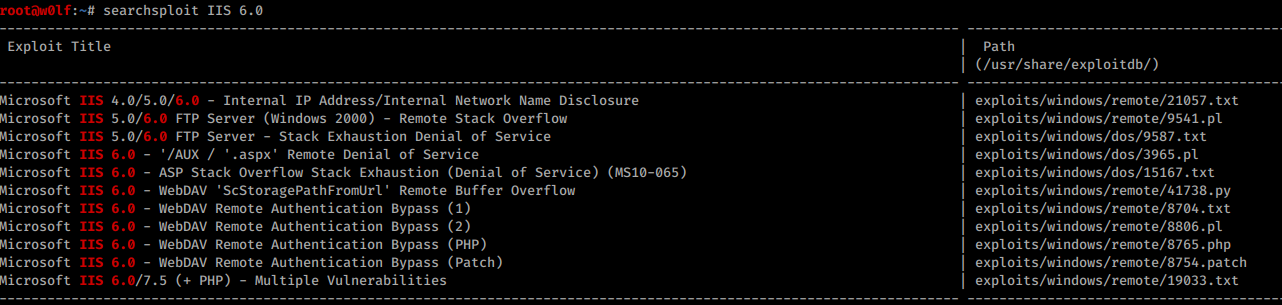 root@w0lf:~# searchsploit IIS 6.0
Exploit Title | Path
| (/usr/share/exploitdb/)
Microsoft IIS 4.0/5.0/6.0 - Internal IP Address/Internal Network Name Disclosure | exploits/windows/remote/21057.txt
Microsoft IIS 5.0/6.0 FTP Server (Windows 2000) - Remote Stack Overflow | exploits/windows/remote/9541.pl
Microsoft IIS 5.0/6.0 FTP Server - Stack Exhaustion Denial of Service | exploits/windows/dos/9587.txt
Microsoft IIS 6.0 - '/AUX / '.aspx' Remote Denial of Service | exploits/windows/dos/3965.pl
Microsoft IIS 6.0 - ASP Stack Overflow Stack Exhaustion (Denial of Service) (MS10-065) | exploits/windows/dos/15167.txt
Microsoft IIS 6.0 - WebDAV 'ScStoragePathFromUrl' Remote Buffer Overflow | exploits/windows/remote/41738.py
Microsoft IIS 6.0 - WebDAV Remote Authentication Bypass (1) | exploits/windows/remote/8704.txt
Microsoft IIS 6.0 - WebDAV Remote Authentication Bypass (2) | exploits/windows/remote/8806.pl
Microsoft IIS 6.0 - WebDAV Remote Authentication Bypass (PHP) | exploits/windows/remote/8765.php
Microsoft IIS 6.0 - WebDAV Remote Authentication Bypass (Patch) | exploits/windows/remote/8754.patch
Microsoft IIS 6.0/7.5 (+ PHP) - Multiple Vulnerabilities | exploits/windows/remote/19033.txt